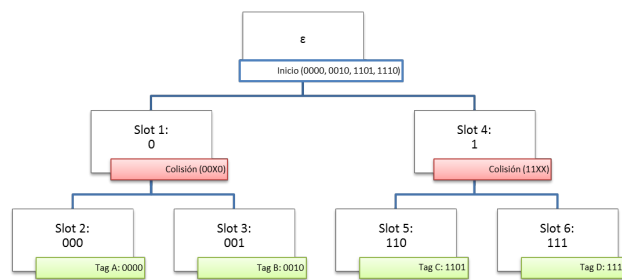 ε
Inicio (0000, 0010, 1101, 1110)
Slot 1:
0
Colisión (00X0)
Slot 4:
1
Colisión (11XX)
Slot 2:
000
Tag A: 0000
Slot 3:
001
Tag B: 0010
Slot 5:
110
Tag C: 1101
Slot 6:
111
Tag D: 111